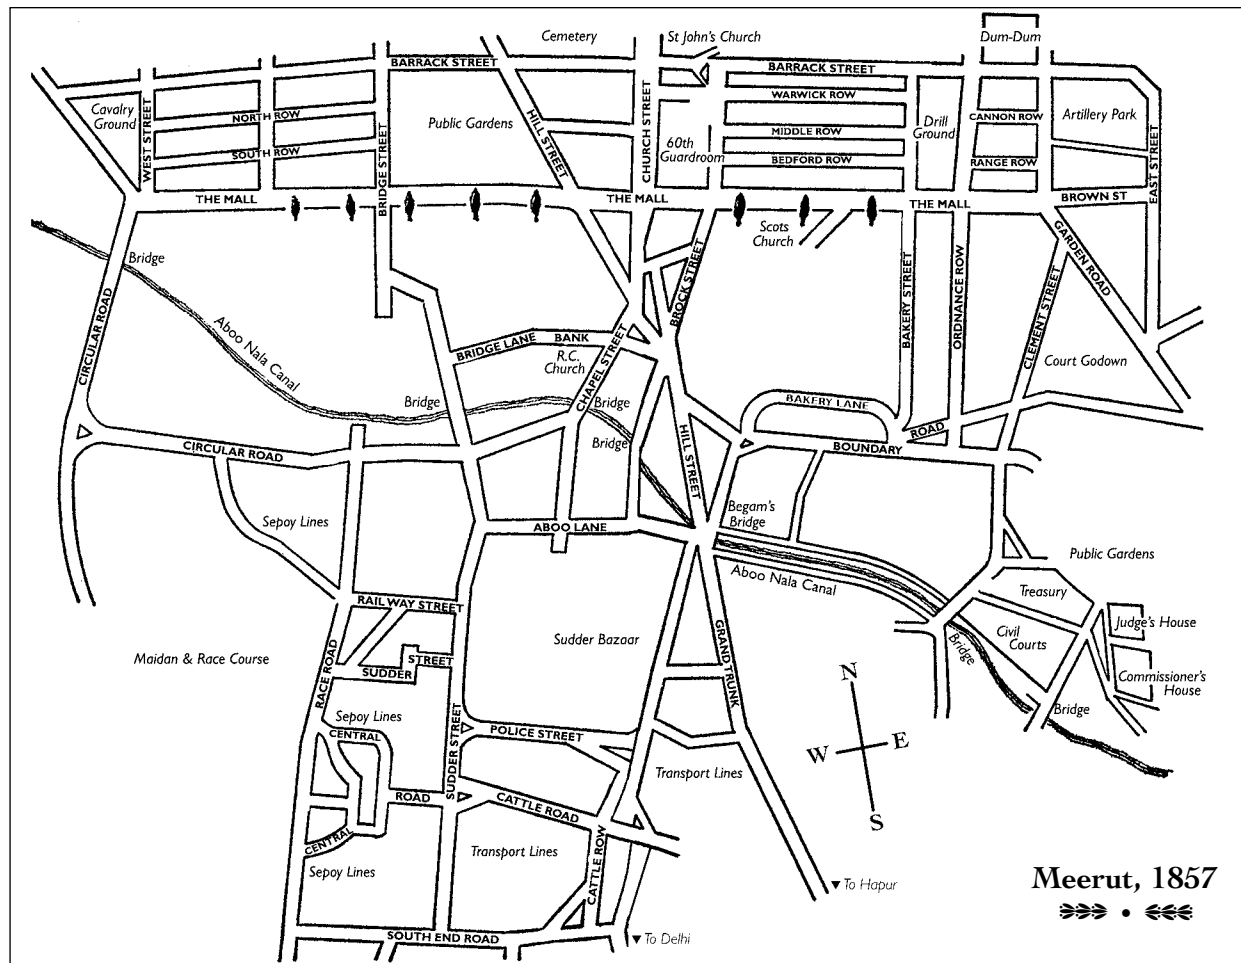 Cemetery
St John's Church
Dum-Dum
BARRACK STREET
BARRACK STREET
Cavalry
Ground
WEST STREET
NORTH ROW
SOUTH ROW
BRIDGE STREET
Public Gardens
HILL STREET
CHURCH STREET
60th
Guardroom
WARWICK ROW
MIDDLE ROW
BEDFORD ROW
Drill
Ground
CANNON ROW
RANGE ROW
Artillery Park
EAST STREET
THE MALL
THE MALL
THE MALL
BROWN ST
Scots
Church
Bridge
CIRCULAR ROAD
Aboo Nala Canal
BROCK STREET
BAKERY STREET
ORDNANCE ROW
CLEMENT STREET
GARDEN ROAD
Court Godown
BRIDGE LANE
BANK
R.C.
Church
CHAPEL STREET
Bridge
Bridge
Bridge
BAKERY LANE
BOUNDARY
ROAD
CIRCULAR ROAD
HILL STREET
Sepoy Lines
ABOO LANE
Begam's
Bridge
Aboo Nala Canal
Public Gardens
Treasury
Judge's House
Civil
Courts
Bridge
Commissioner's
House
Bridge
RAILWAY STREET
Maidan & Race Course
RACE ROAD
SUDDER
STREET
Sudder Bazaar
GRAND TRUNK
Sepoy Lines
CENTRAL
ROAD
CENTRAL
SUDDER STREET
POLICE STREET
Transport Lines
CATTLE ROAD
CATTLE ROW
Sepoy Lines
Transport Lines
SOUTH END ROAD
To Delhi
To Hapur
N
W E
S
Meerut, 1857